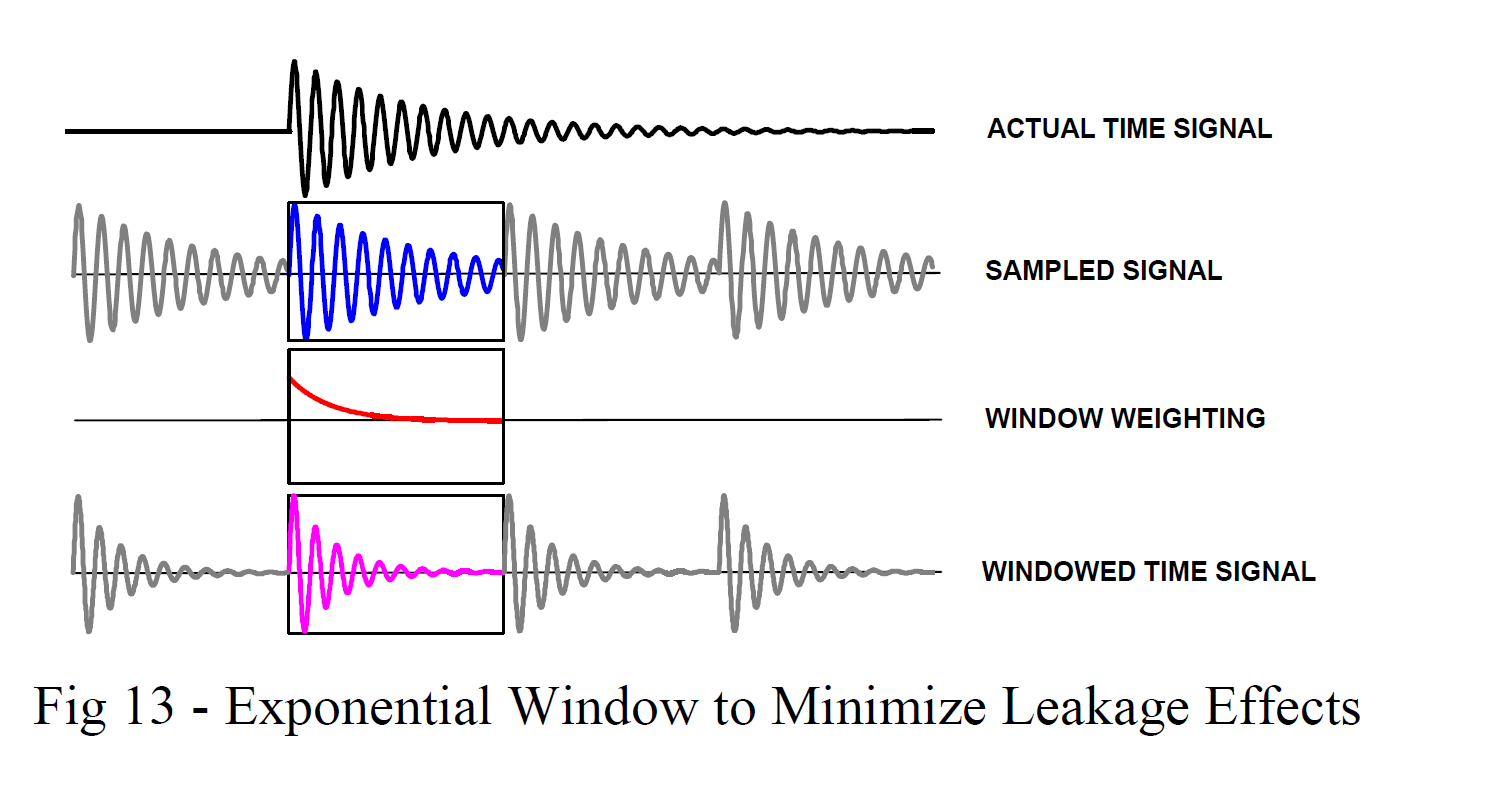 ACTUAL TIME SIGNAL
SAMPLED SIGNAL
WINDOW WEIGHTING
WINDOWED TIME SIGNAL
Fig 13 - Exponential Window to Minimize Leakage Effects